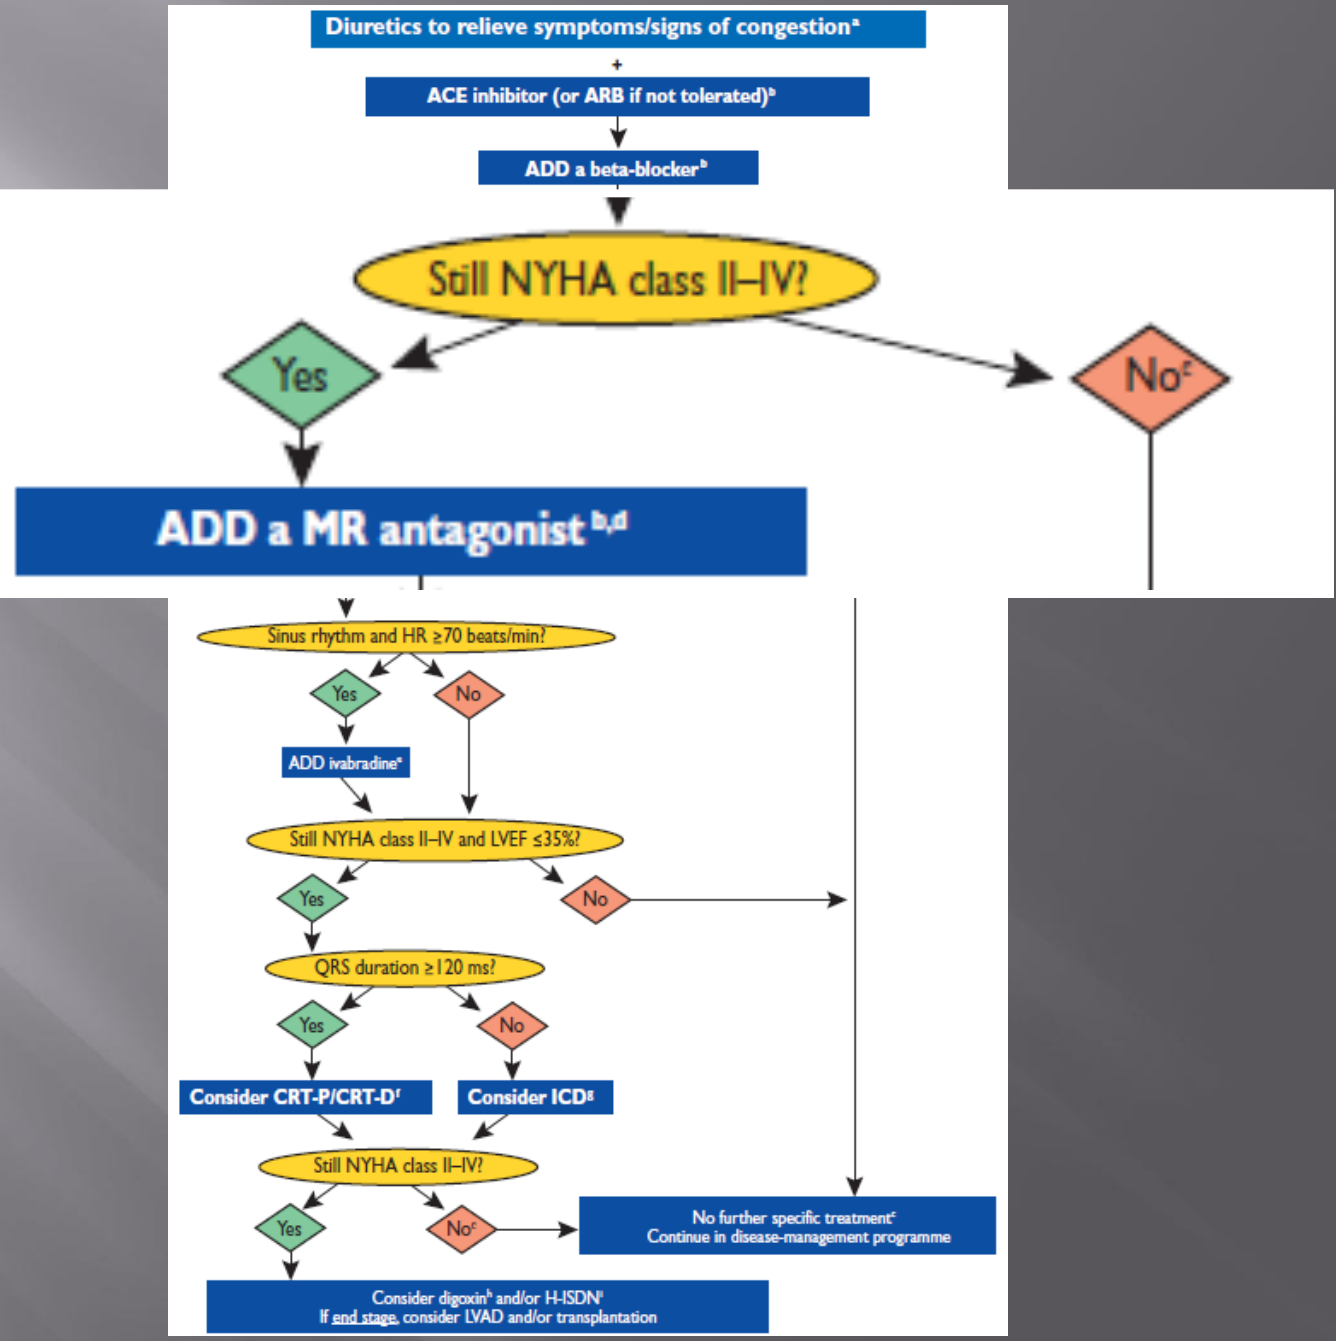 Diuretics to relieve symptoms/signs of congestionᵃ
+
ACE inhibitor (or ARB if not tolerated)ᵇ
ADD a beta-blockerᵇ
Still NYHA class II–IV?
Yes
Noᶜ
ADD a MR antagonistᵇ,ᵈ
Sinus rhythm and HR ≥70 beats/min?
Yes
No
ADD ivabradineᵉ
Still NYHA class II–IV and LVEF ≤35%?
Yes
No
QRS duration ≥120 ms?
Yes
No
Consider CRT-P/CRT-Dᶠ
Consider ICDᵍ
Still NYHA class II–IV?
Yes
Noᶜ
No further specific treatmentᶜ
Continue in disease-management programme
Consider digoxinʰ and/or H-ISDNⁱ
If end stage, consider LVAD and/or transplantation